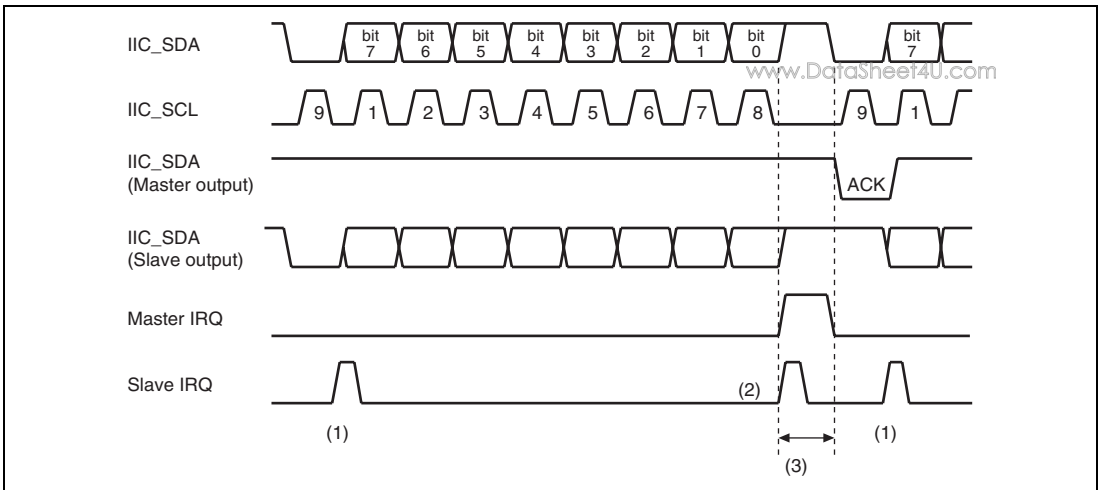 IIC_SDA
bit 7 bit 6 bit 5 bit 4 bit 3 bit 2 bit 1 bit 0 bit 7
www.DataSheet4U.com
IIC_SCL
9 1 2 3 4 5 6 7 8 9 1
IIC_SDA
(Master output)
ACK
IIC_SDA
(Slave output)
Master IRQ
Slave IRQ
(2)
(1) (1)
(3)